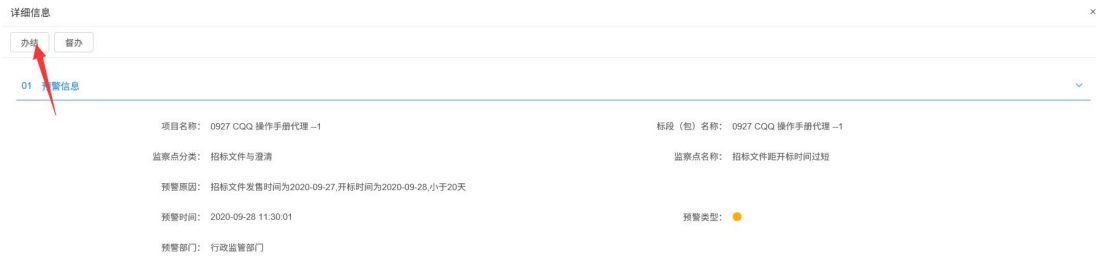 详细信息
×
办结 督办
01 预警信息
项目名称： 0927 CQQ 操作手册代理 --1 标段（包）名称： 0927 CQQ 操作手册代理 --1
监察点分类： 招标文件与澄清 监察点名称： 招标文件距开标时间过短
预警原因： 招标文件发售时间为2020-09-27,开标时间为2020-09-28,小于20天
预警时间： 2020-09-28 11:30:01 预警类型：
预警部门： 行政监管部门